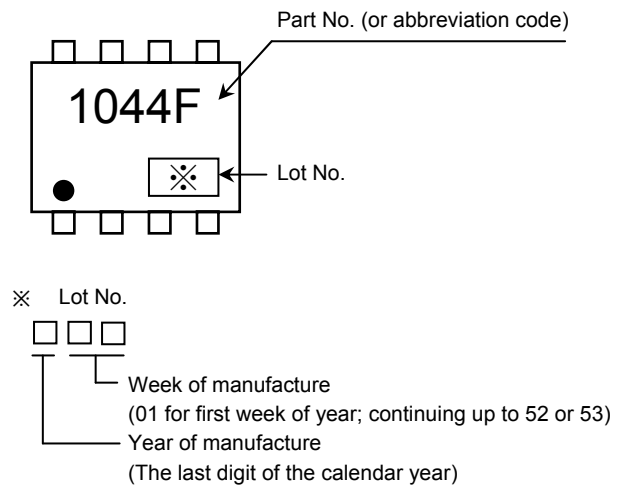 Part No. (or abbreviation code)
1044F
※
Lot No.
※ Lot No.
Week of manufacture
(01 for first week of year; continuing up to 52 or 53)
Year of manufacture
(The last digit of the calendar year)